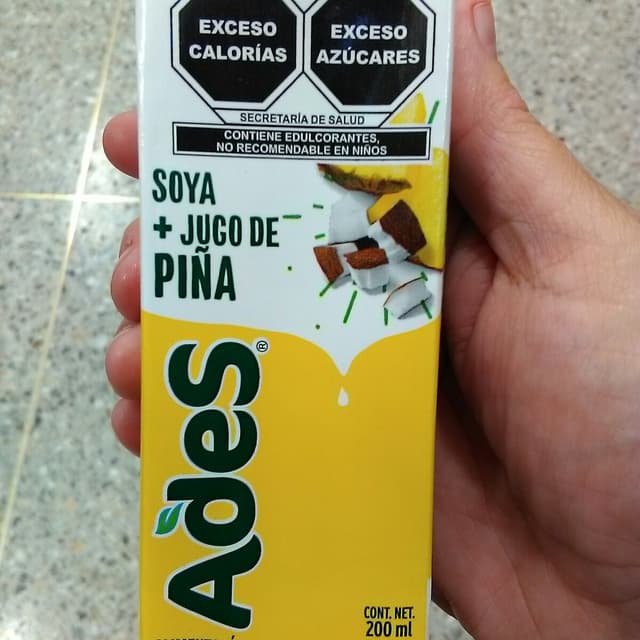 EXCESO
CALORÍAS
EXCESO
AZÚCARES
SECRETARÍA DE SALUD
CONTIENE EDULCORANTES,
NO RECOMENDABLE EN NIÑOS
SOYA
+ JUGO DE
PIÑA
AdeS®
CONT. NET.
200 ml